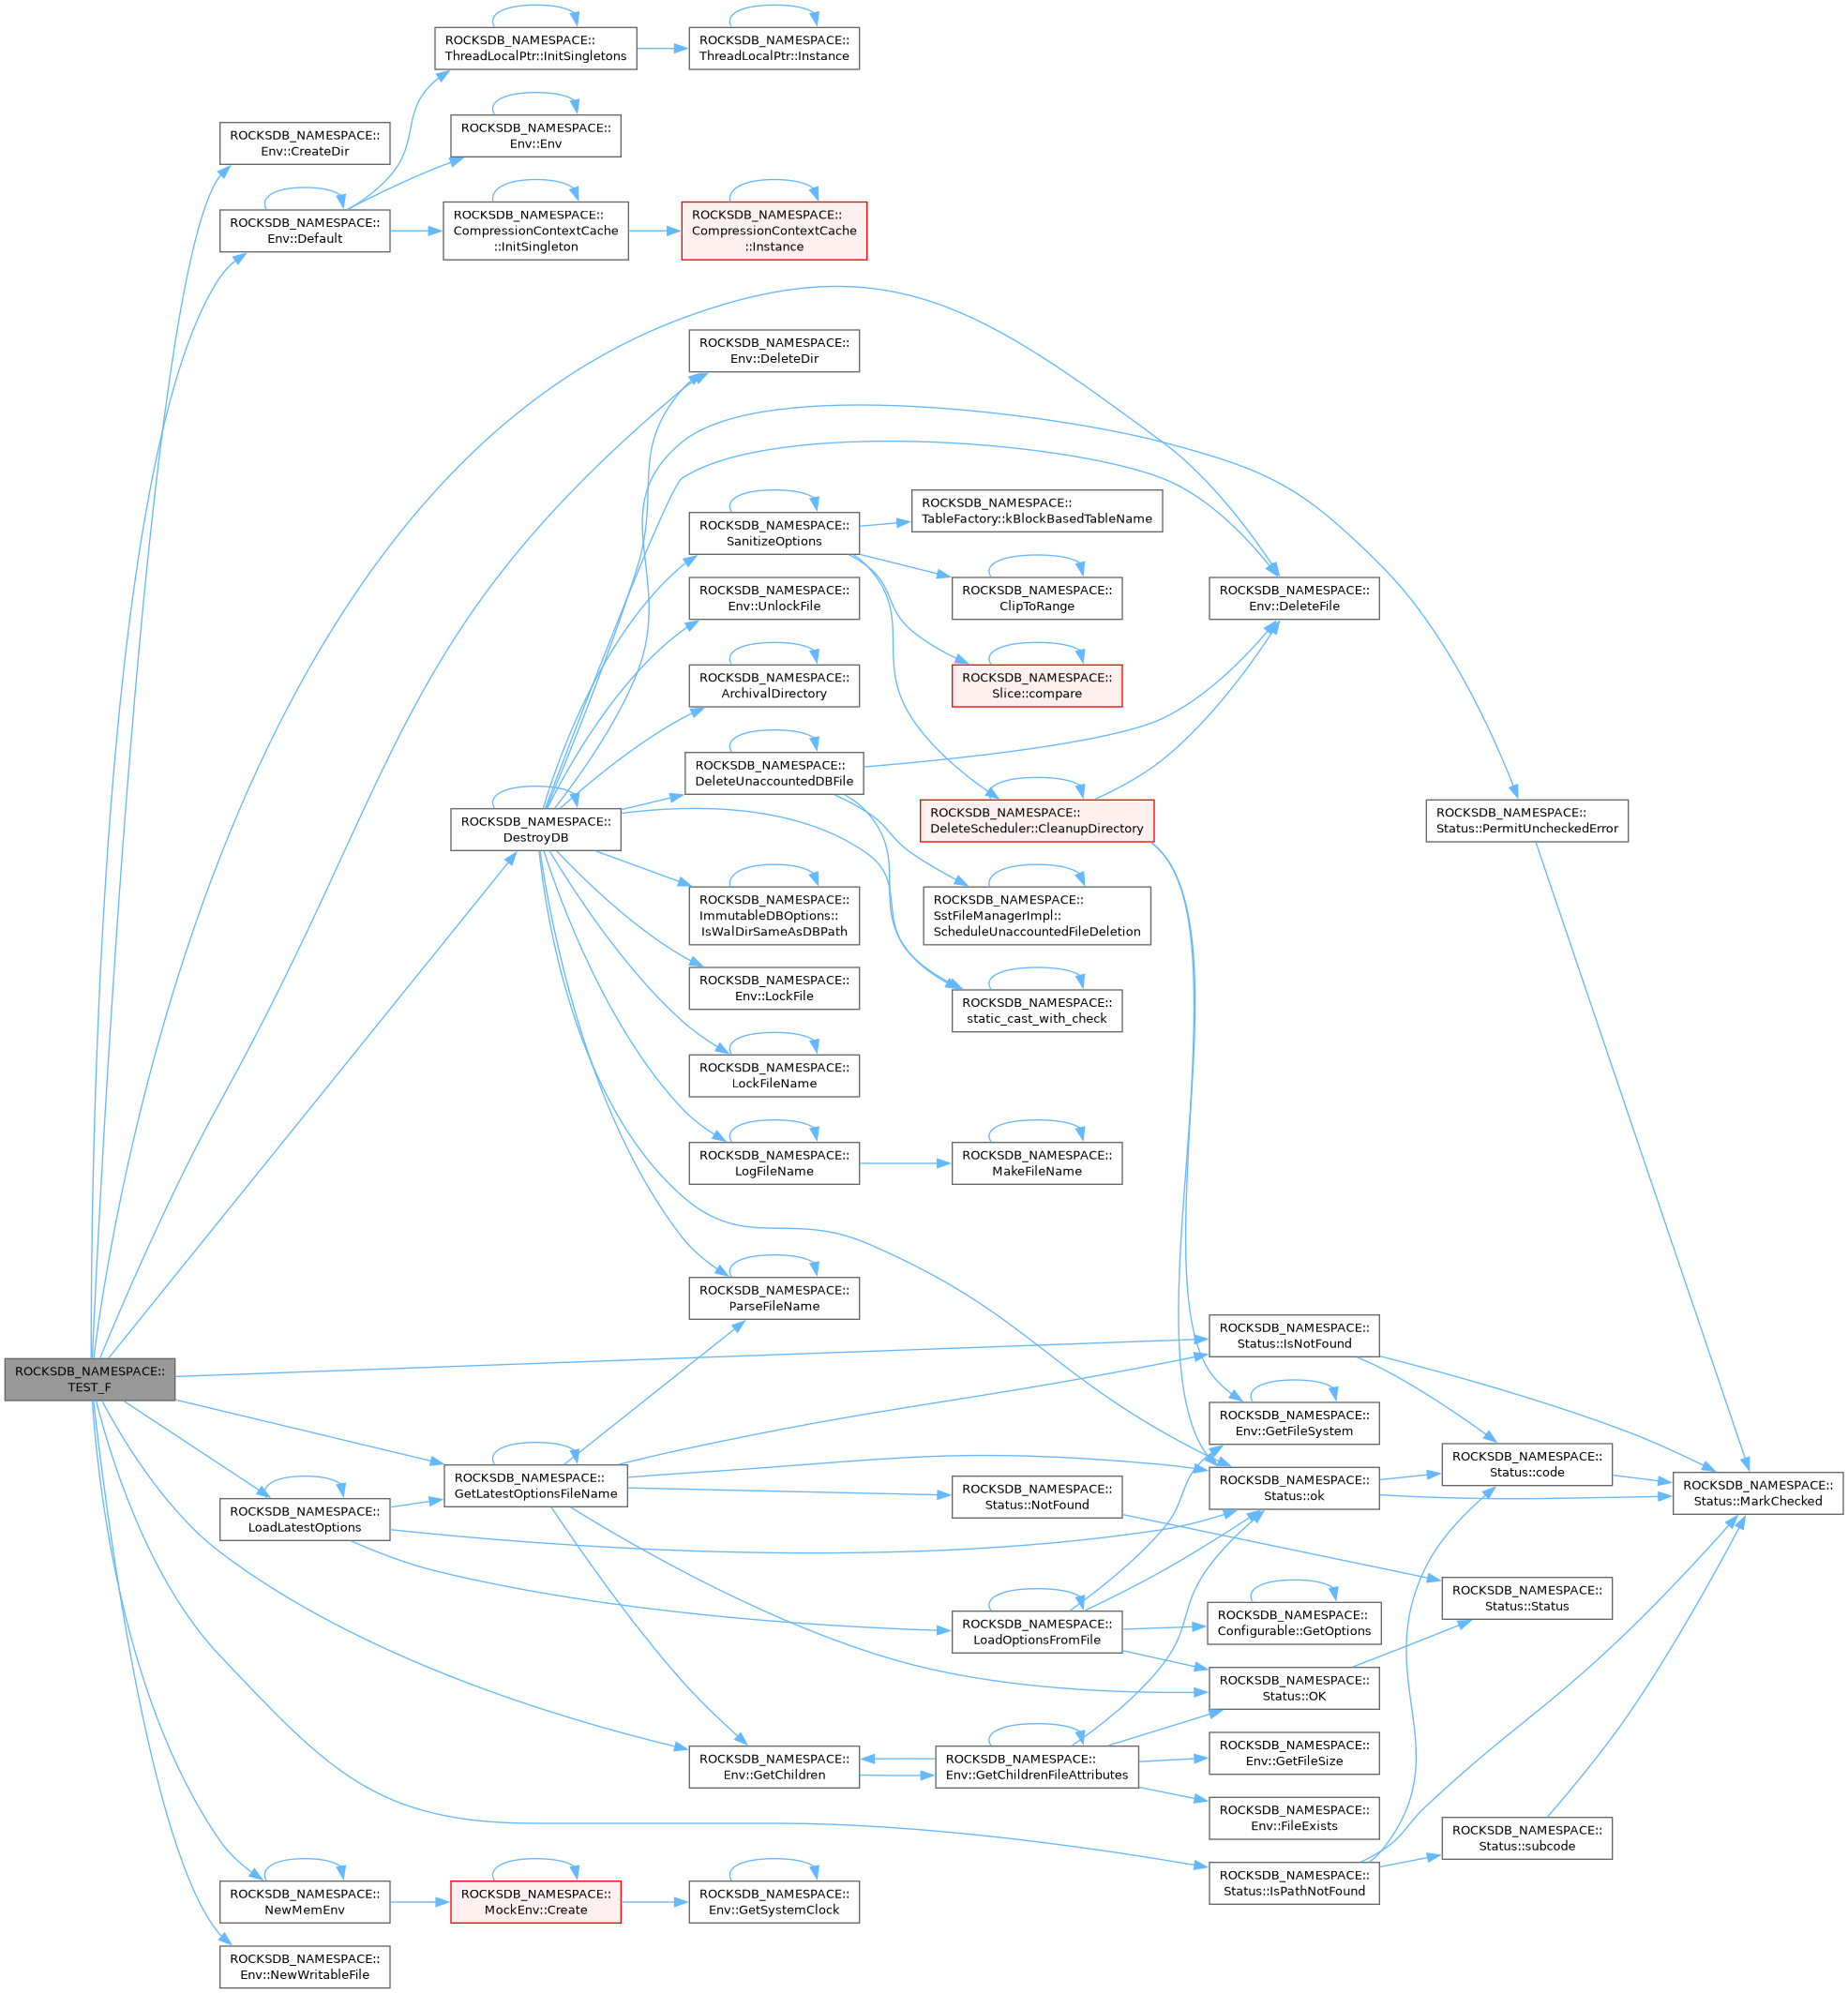 ROCKSDB_NAMESPACE::
TEST_F
ROCKSDB_NAMESPACE::
Env::CreateDir
ROCKSDB_NAMESPACE::
Env::Default
ROCKSDB_NAMESPACE::
ThreadLocalPtr::InitSingletons
ROCKSDB_NAMESPACE::
ThreadLocalPtr::Instance
ROCKSDB_NAMESPACE::
Env::Env
ROCKSDB_NAMESPACE::
CompressionContextCache
::InitSingleton
ROCKSDB_NAMESPACE::
CompressionContextCache
::Instance
ROCKSDB_NAMESPACE::
Env::DeleteDir
ROCKSDB_NAMESPACE::
SanitizeOptions
ROCKSDB_NAMESPACE::
TableFactory::kBlockBasedTableName
ROCKSDB_NAMESPACE::
Env::UnlockFile
ROCKSDB_NAMESPACE::
ClipToRange
ROCKSDB_NAMESPACE::
Env::DeleteFile
ROCKSDB_NAMESPACE::
ArchivalDirectory
ROCKSDB_NAMESPACE::
Slice::compare
ROCKSDB_NAMESPACE::
DeleteUnaccountedDBFile
ROCKSDB_NAMESPACE::
DestroyDB
ROCKSDB_NAMESPACE::
DeleteScheduler::CleanupDirectory
ROCKSDB_NAMESPACE::
Status::PermitUncheckedError
ROCKSDB_NAMESPACE::
ImmutableDBOptions::
IsWalDirSameAsDBPath
ROCKSDB_NAMESPACE::
SstFileManagerImpl::
ScheduleUnaccountedFileDeletion
ROCKSDB_NAMESPACE::
Env::LockFile
ROCKSDB_NAMESPACE::
static_cast_with_check
ROCKSDB_NAMESPACE::
LockFileName
ROCKSDB_NAMESPACE::
LogFileName
ROCKSDB_NAMESPACE::
MakeFileName
ROCKSDB_NAMESPACE::
ParseFileName
ROCKSDB_NAMESPACE::
Status::IsNotFound
ROCKSDB_NAMESPACE::
Env::GetFileSystem
ROCKSDB_NAMESPACE::
GetLatestOptionsFileName
ROCKSDB_NAMESPACE::
LoadLatestOptions
ROCKSDB_NAMESPACE::
Status::NotFound
ROCKSDB_NAMESPACE::
Status::ok
ROCKSDB_NAMESPACE::
Status::code
ROCKSDB_NAMESPACE::
Status::MarkChecked
ROCKSDB_NAMESPACE::
LoadOptionsFromFile
ROCKSDB_NAMESPACE::
Configurable::GetOptions
ROCKSDB_NAMESPACE::
Status::Status
ROCKSDB_NAMESPACE::
Status::OK
ROCKSDB_NAMESPACE::
Env::GetChildren
ROCKSDB_NAMESPACE::
Env::GetChildrenFileAttributes
ROCKSDB_NAMESPACE::
Env::GetFileSize
ROCKSDB_NAMESPACE::
Env::FileExists
ROCKSDB_NAMESPACE::
Status::subcode
ROCKSDB_NAMESPACE::
Status::IsPathNotFound
ROCKSDB_NAMESPACE::
NewMemEnv
ROCKSDB_NAMESPACE::
MockEnv::Create
ROCKSDB_NAMESPACE::
Env::GetSystemClock
ROCKSDB_NAMESPACE::
Env::NewWritableFile